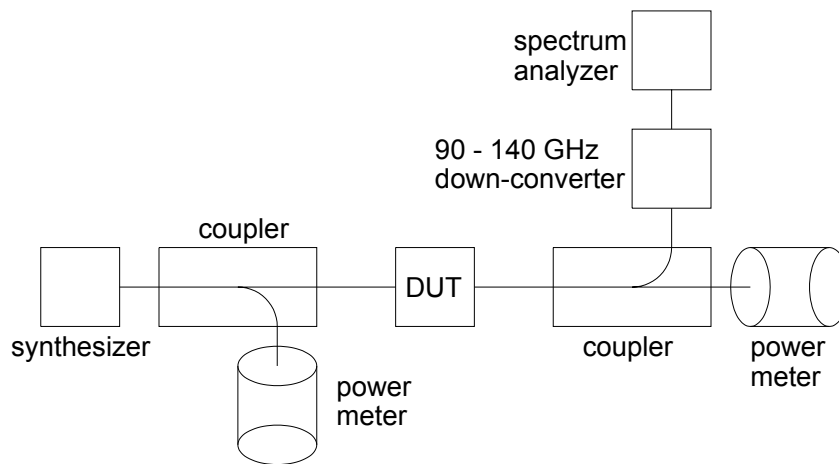 spectrum
analyzer
90 - 140 GHz
down-converter
coupler
DUT
synthesizer
coupler
power
meter
power
meter